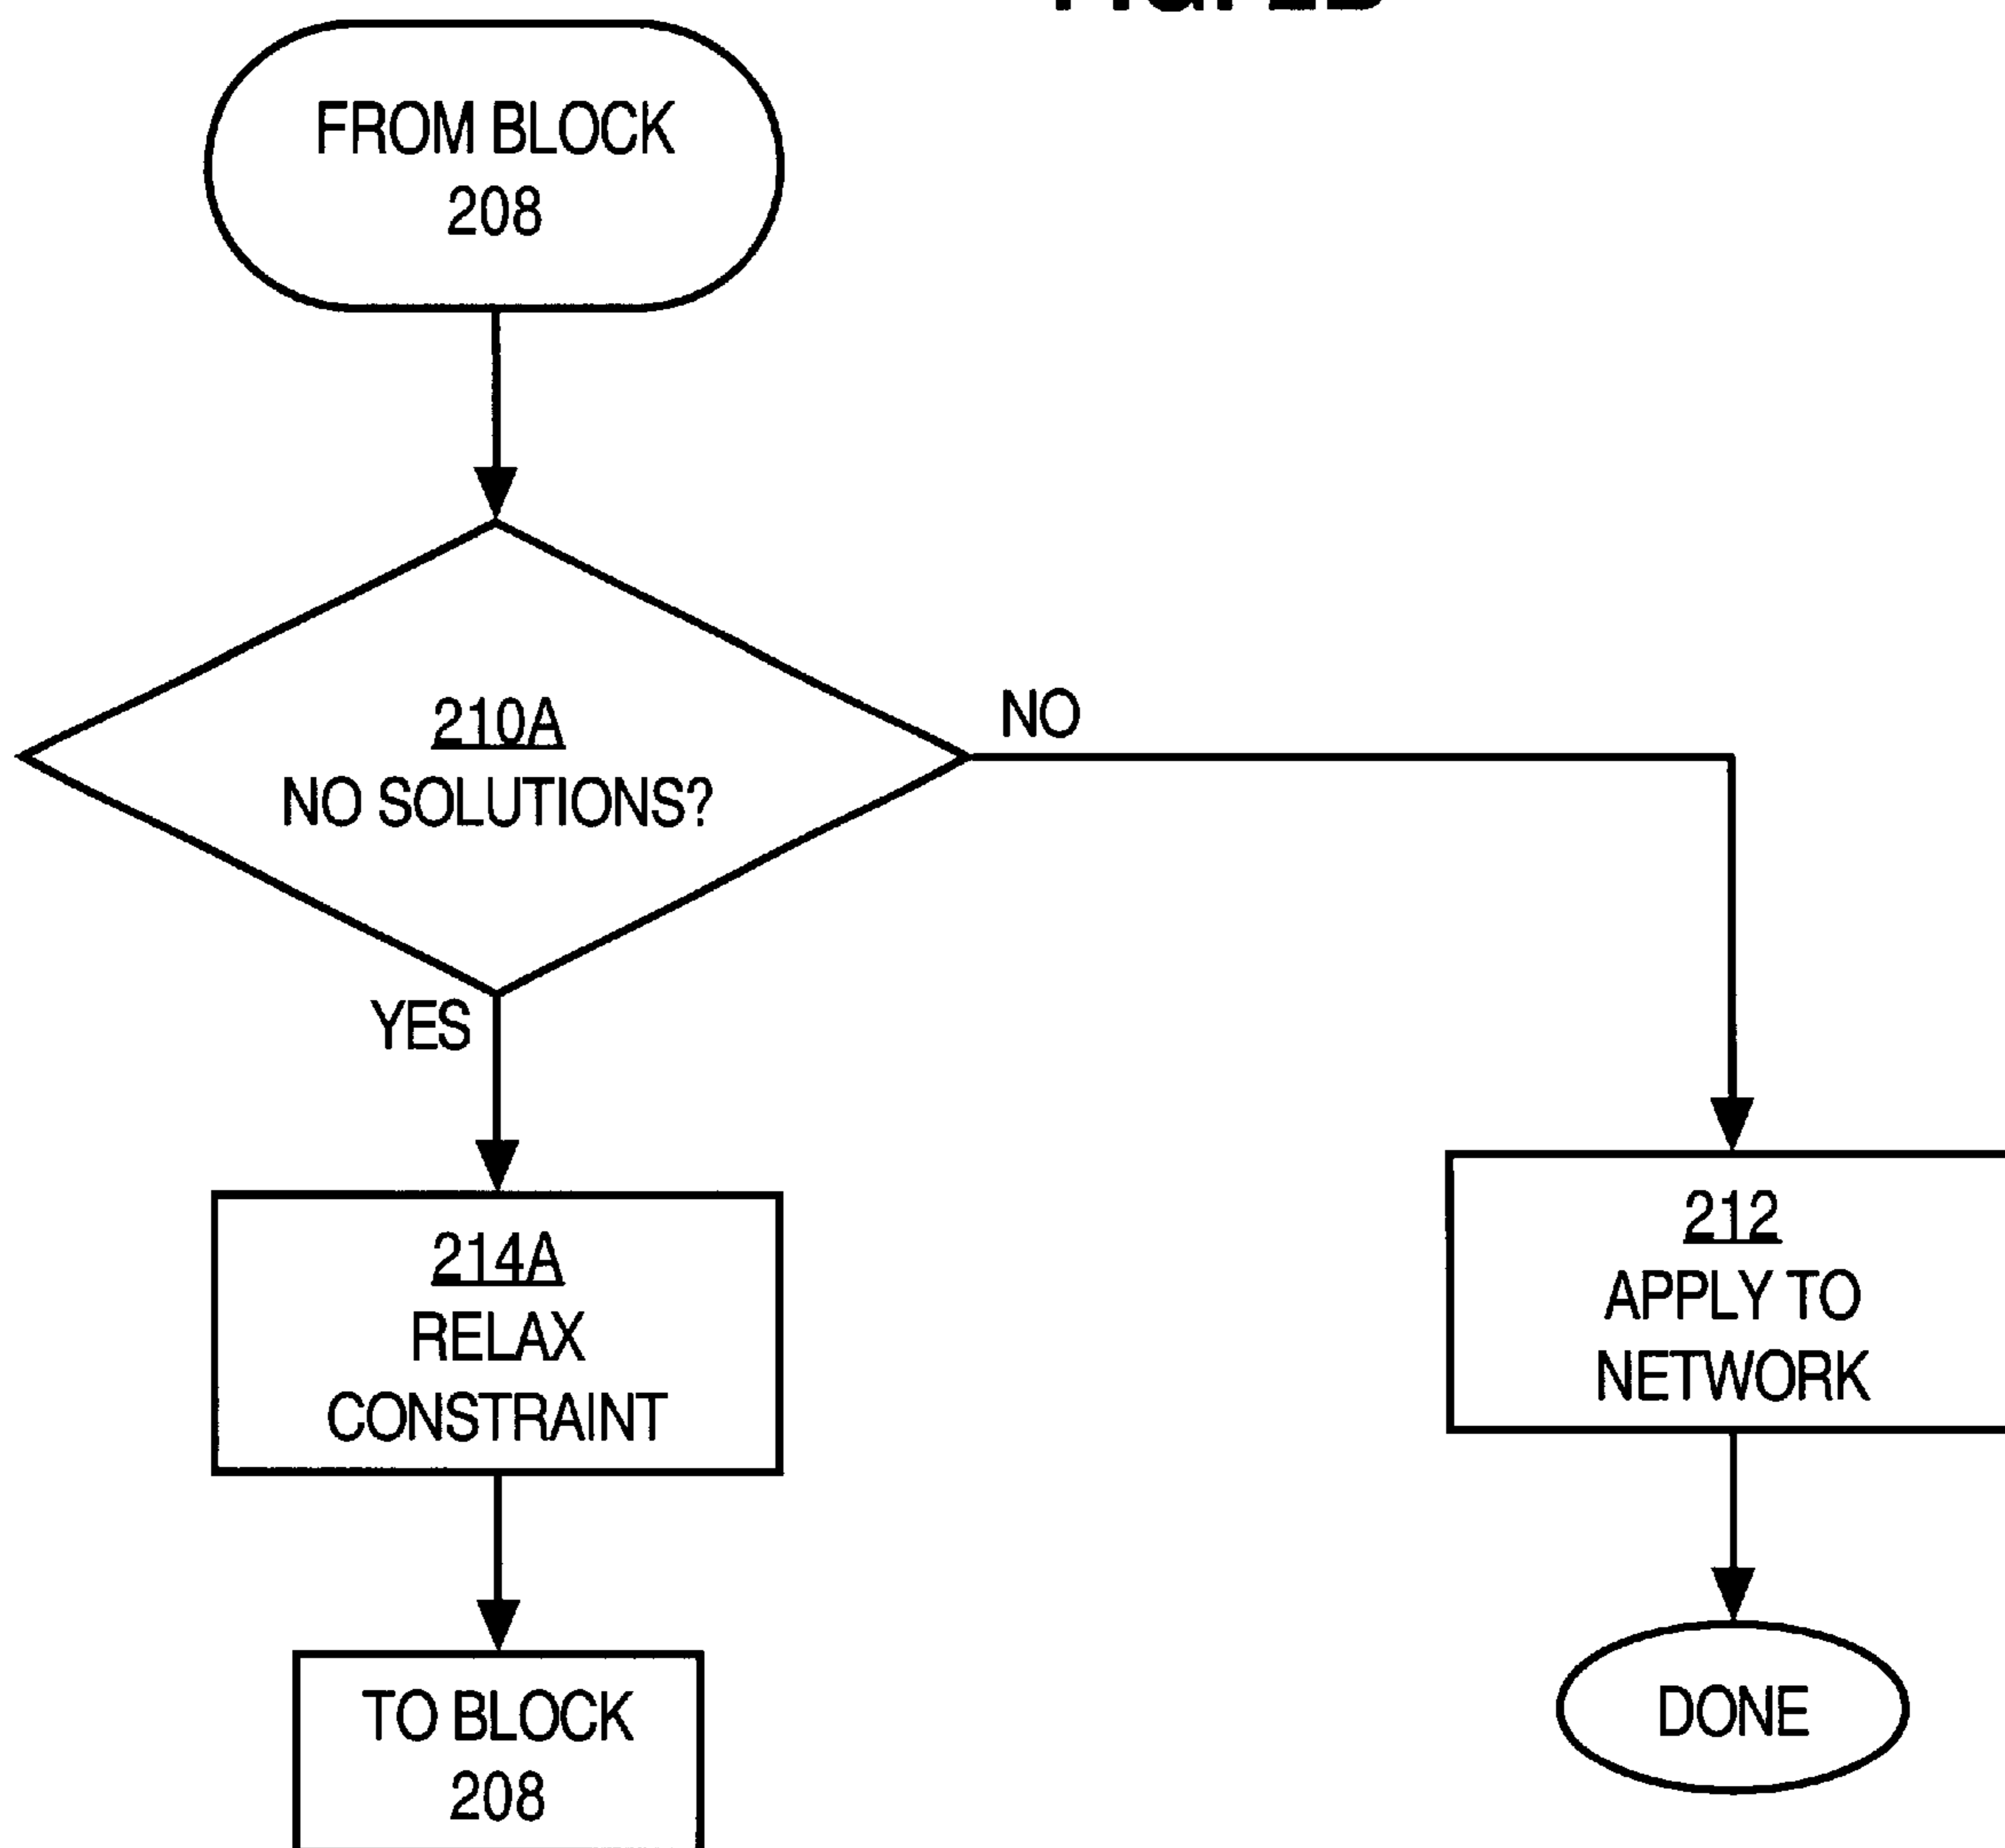 FROM BLOCK
208
210A
NO SOLUTIONS?
NO
YES
214A
RELAX
CONSTRAINT
212
APPLY TO
NETWORK
TO BLOCK
208
DONE